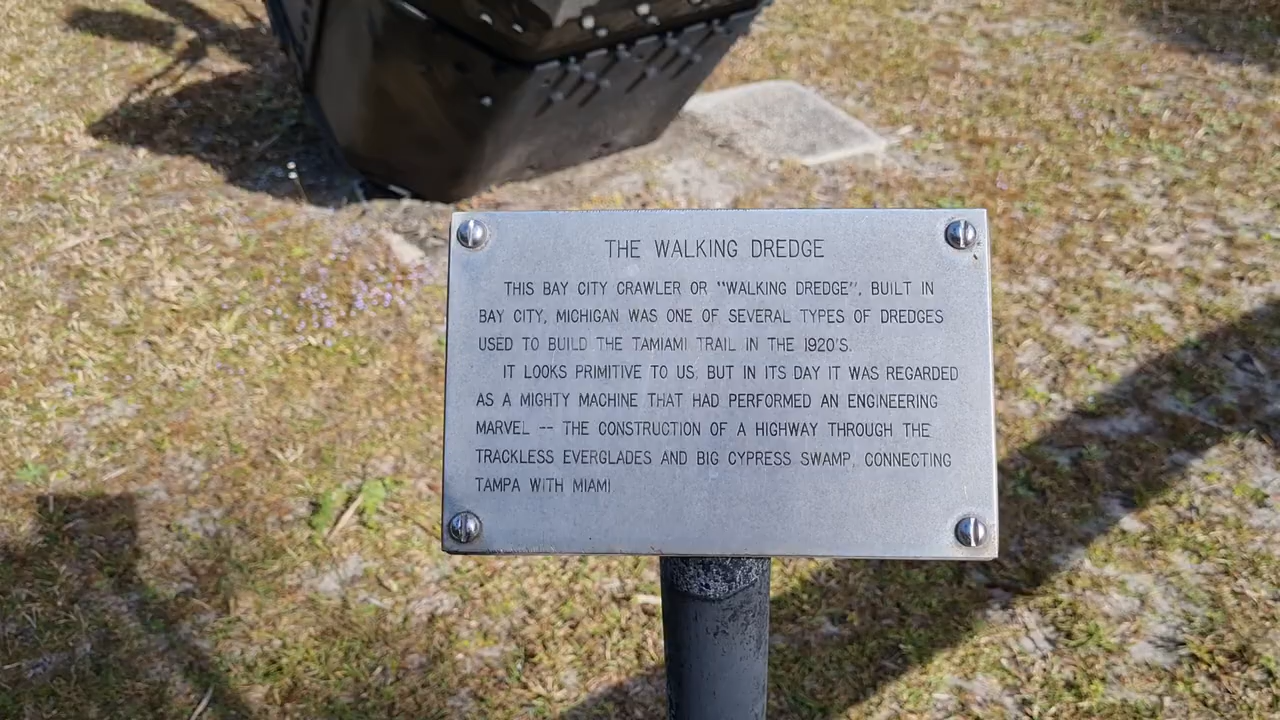 THE WALKING DREDGE
THIS BAY CITY CRAWLER OR "WALKING DREDGE", BUILT IN
BAY CITY, MICHIGAN WAS ONE OF SEVERAL TYPES OF DREDGES
USED TO BUILD THE TAMIAMI TRAIL IN THE 1920'S.
IT LOOKS PRIMITIVE TO US, BUT IN ITS DAY IT WAS REGARDED
AS A MIGHTY MACHINE THAT HAD PERFORMED AN ENGINEERING
MARVEL -- THE CONSTRUCTION OF A HIGHWAY THROUGH THE
TRACKLESS EVERGLADES AND BIG CYPRESS SWAMP, CONNECTING
TAMPA WITH MIAMI